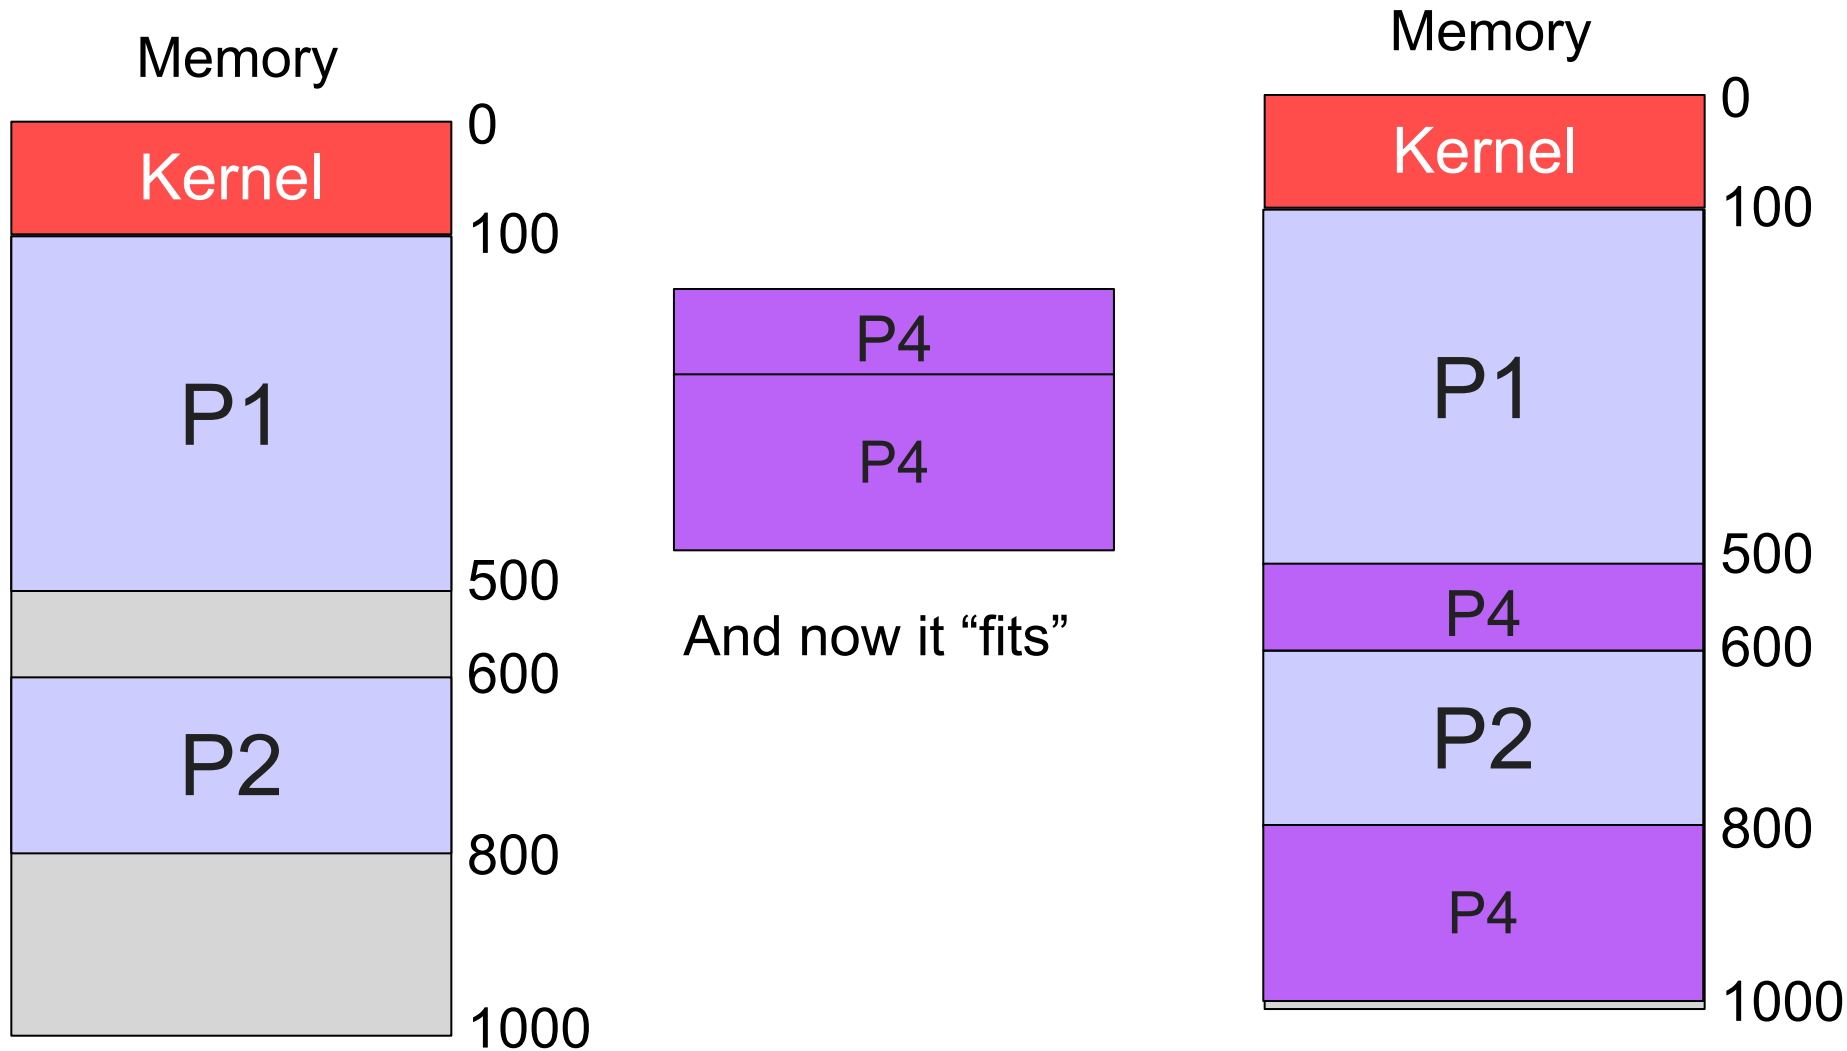 Memory
0
Kernel
100
P1
500
600
P2
800
1000
P4
P4
And now it “fits”
Memory
0
Kernel
100
P1
500
P4
600
P2
800
P4
1000